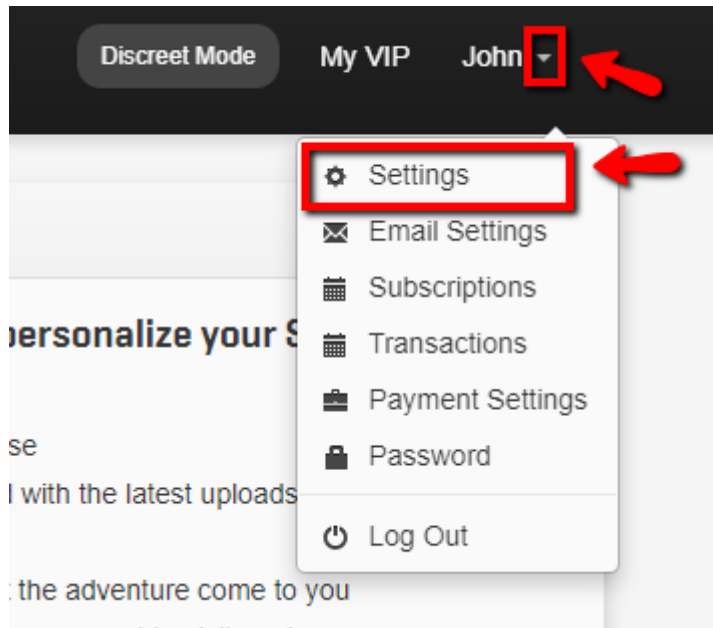 Discreet Mode My VIP John
Settings
Email Settings
Subscriptions
personalize your
Transactions
Payment Settings
se
Password
with the latest uploads
Log Out
the adventure come to you